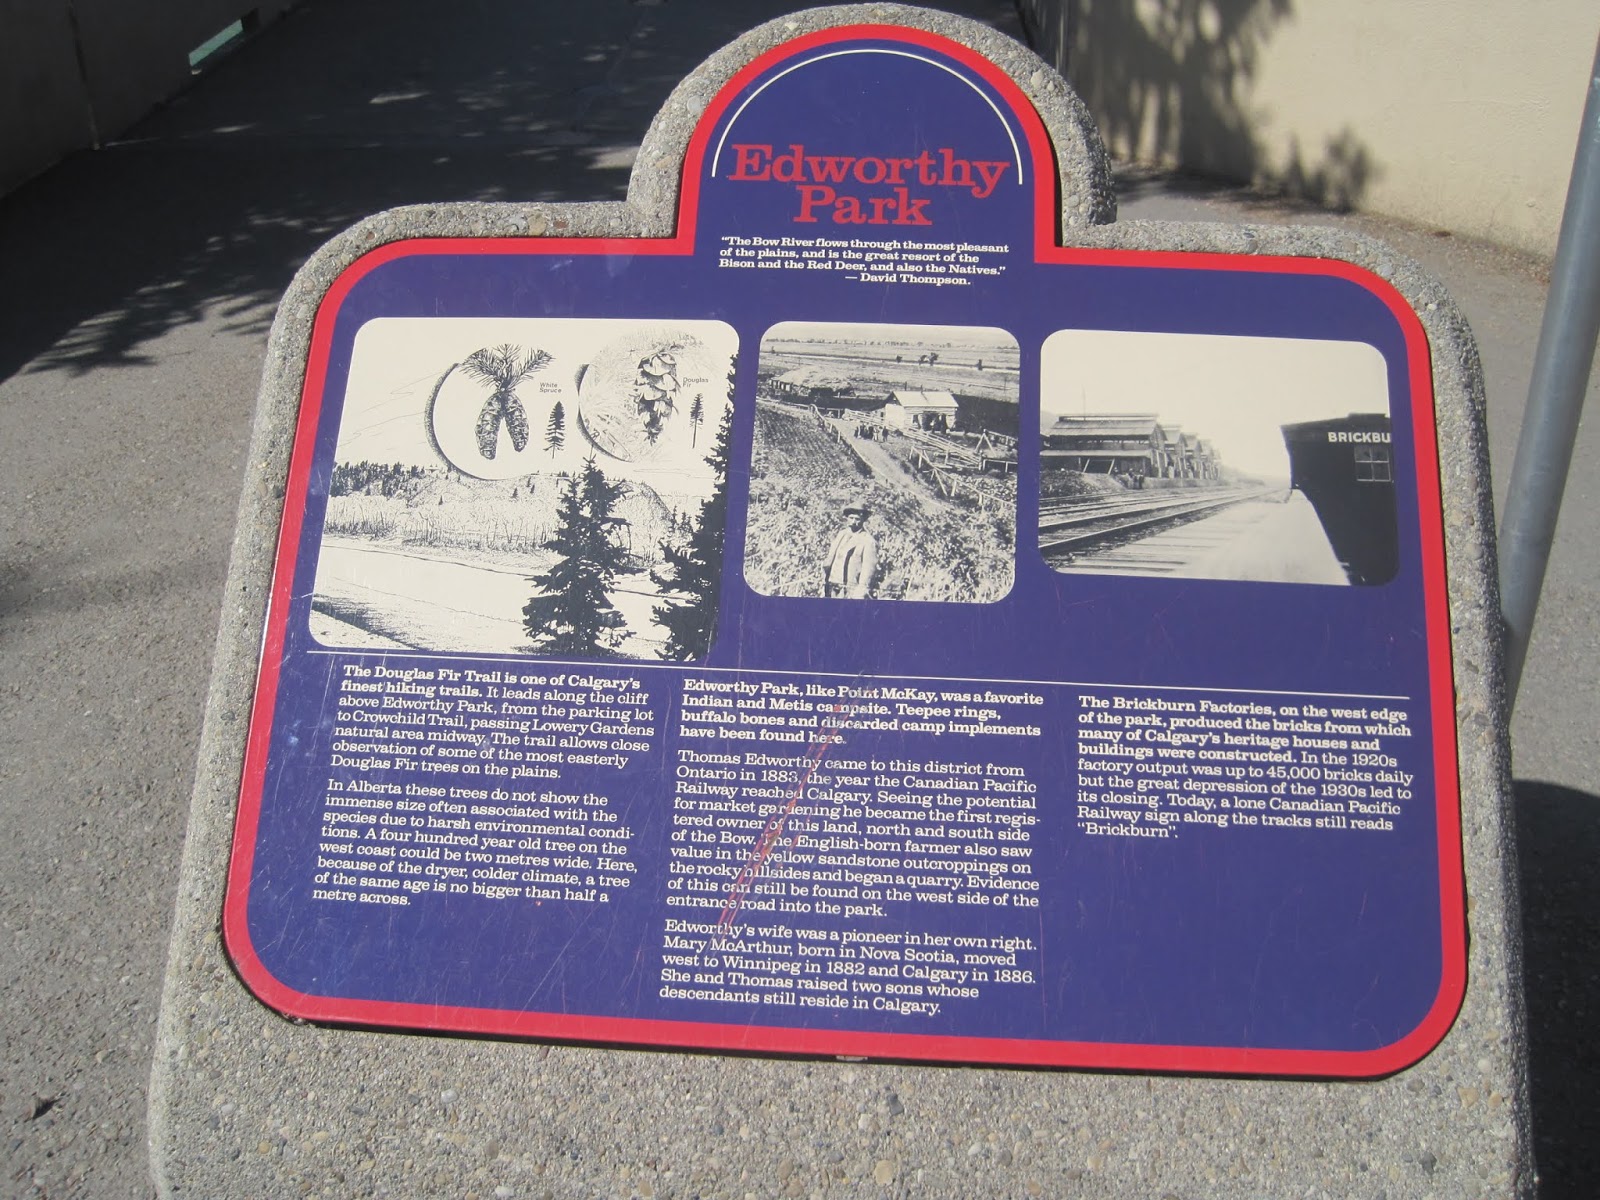 Edworthy
Park
“The Bow River flows through the most pleasant
of the plains, and is the great resort of the
Bison and the Red Deer, and also the Natives.”
— David Thompson.
White
Spruce
Douglas
Fir
BRICKBU
The Douglas Fir Trail is one of Calgary's
finest hiking trails. It leads along the cliff
above Edworthy Park, from the parking lot
to Crowchild Trail, passing Lowery Gardens
natural area midway. The trail allows close
observation of some of the most easterly
Douglas Fir trees on the plains.
In Alberta these trees do not show the
immense size often associated with the
species due to harsh environmental condi-
tions. A four hundred year old tree on the
west coast could be two metres wide. Here,
because of the dryer, colder climate, a tree
of the same age is no bigger than half a
metre across.
Edworthy Park, like Point McKay, was a favorite
Indian and Metis campsite. Teepee rings,
buffalo bones and discarded camp implements
have been found here.
Thomas Edworthy came to this district from
Ontario in 1883, the year the Canadian Pacific
Railway reached Calgary. Seeing the potential
for market gardening he became the first regis-
tered owner of this land, north and south side
of the Bow. The English-born farmer also saw
value in the yellow sandstone outcroppings on
the rocky hillsides and began a quarry. Evidence
of this can still be found on the west side of the
entrance road into the park.
Edworthy's wife was a pioneer in her own right.
Mary McArthur, born in Nova Scotia, moved
west to Winnipeg in 1882 and Calgary in 1886.
She and Thomas raised two sons whose
descendants still reside in Calgary.
The Brickburn Factories, on the west edge
of the park, produced the bricks from which
many of Calgary's heritage houses and
buildings were constructed. In the 1920s
factory output was up to 45,000 bricks daily
but the great depression of the 1930s led to
its closing. Today, a lone Canadian Pacific
Railway sign along the tracks still reads
“Brickburn”.